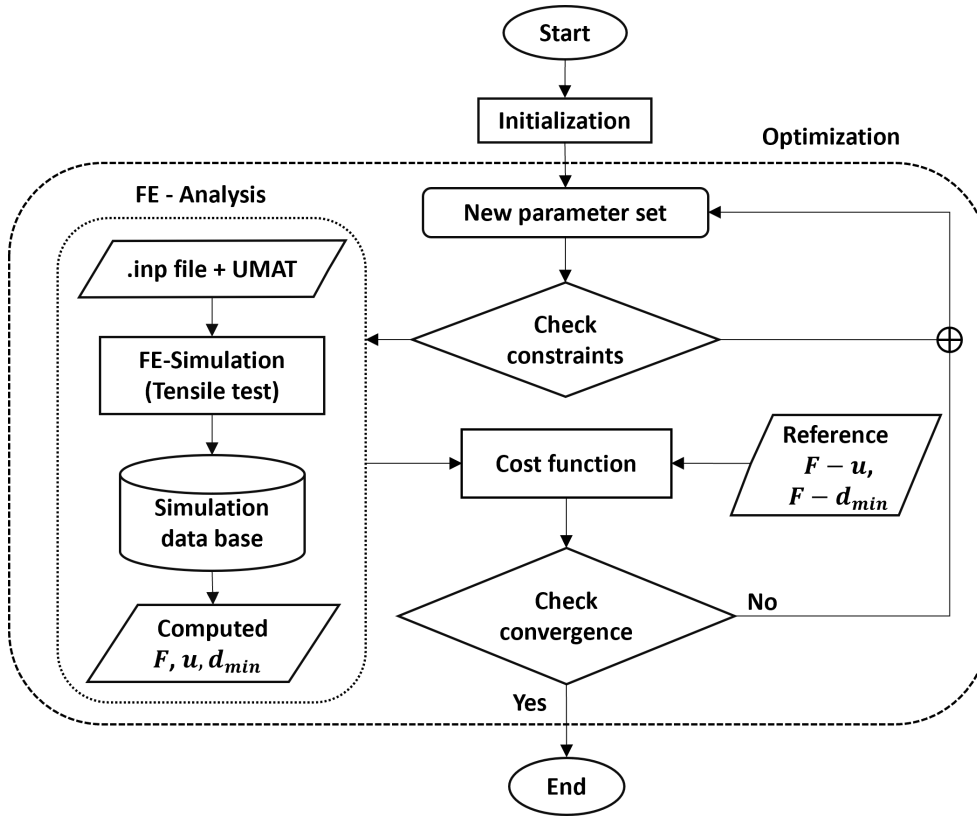 Start
Initialization
Optimization
FE - Analysis
New parameter set
.inp file + UMAT
Check
constraints
FE-Simulation
(Tensile test)
Cost function
Reference
F − u,
F − d_min
Simulation
data base
Check
convergence
No
Computed
F, u, d_min
Yes
End